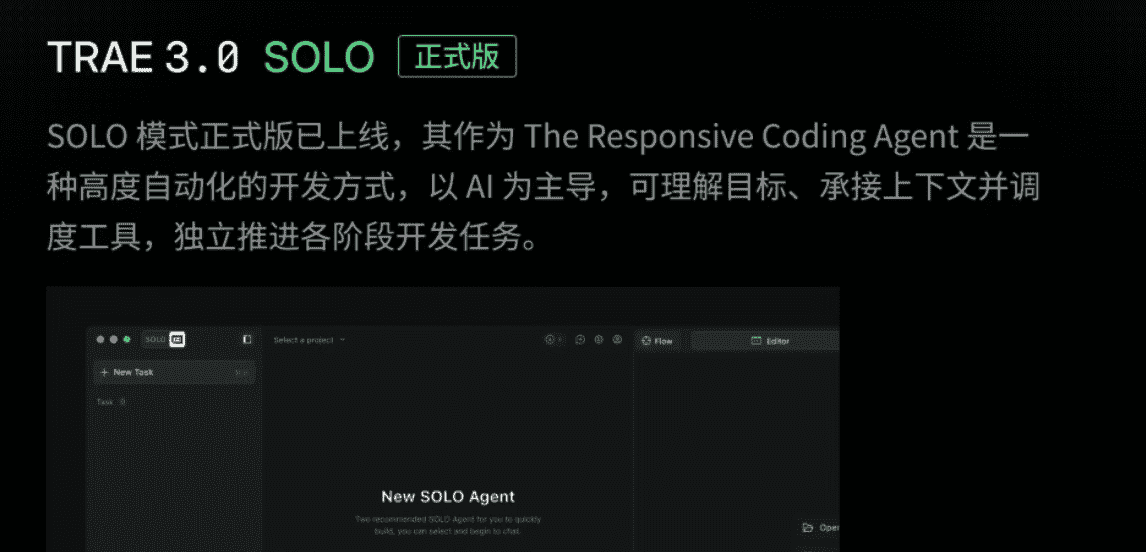 TRAE 3.0 SOLO 正式版
SOLO 模式正式版已上线，其作为 The Responsive Coding Agent 是一
种高度自动化的开发方式，以 AI 为主导，可理解目标、承接上下文并调
度工具，独立推进各阶段开发任务。
SOLO
Select a project
Flow
Editor
+ New Task
Task 0
New SOLO Agent
Two recommended SOLO Agent for you to quickly
build, you can select and begin to chat.
Open